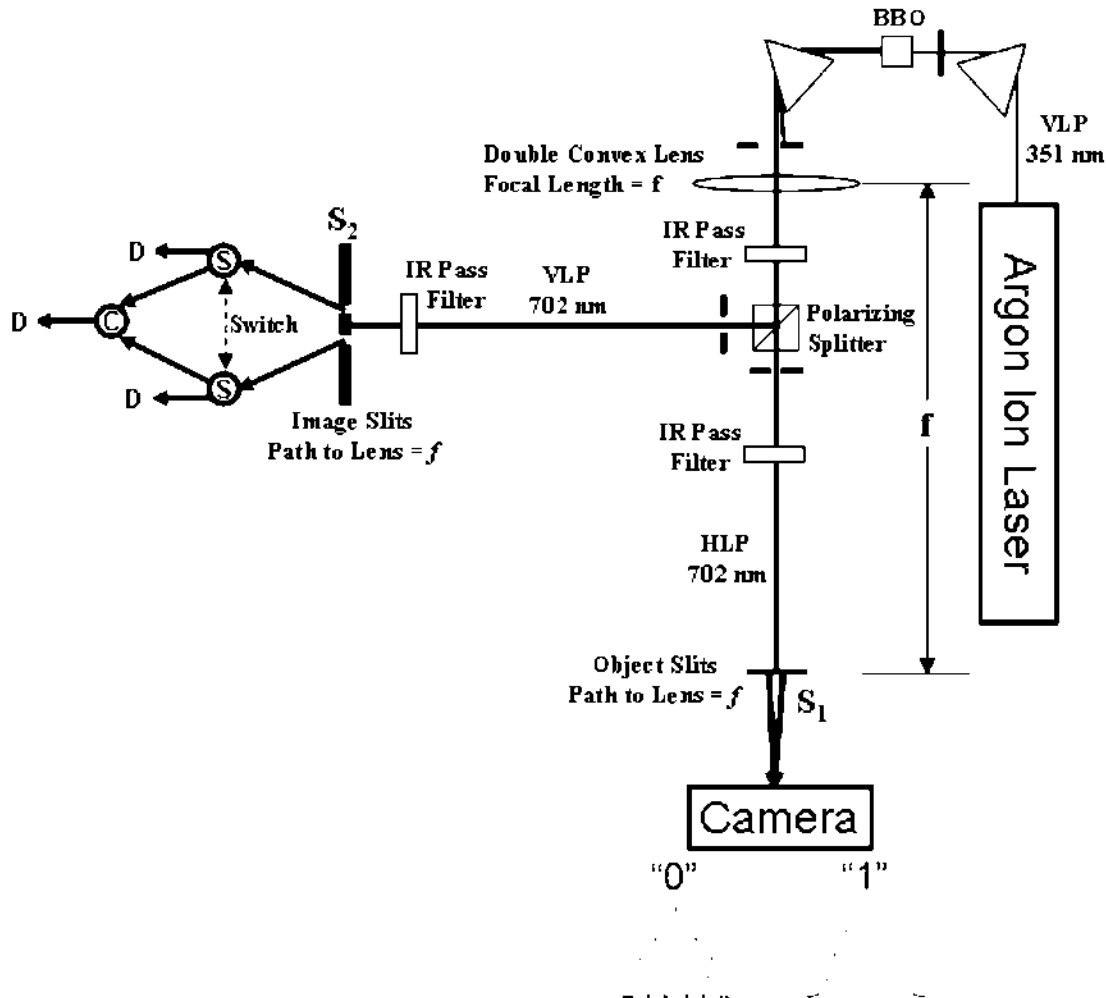 BBO
VLP
351 nm
Double Convex Lens
Focal Length = f
S2
D
S
IR Pass
Filter
IR Pass
Filter
VLP
702 nm
Polarizing
Splitter
D
C
Switch
D
S
Image Slits
Path to Lens = f
IR Pass
Filter
f
Argon Ion Laser
HLP
702 nm
Object Slits
Path to Lens = f
S1
Camera
"0"
"1"